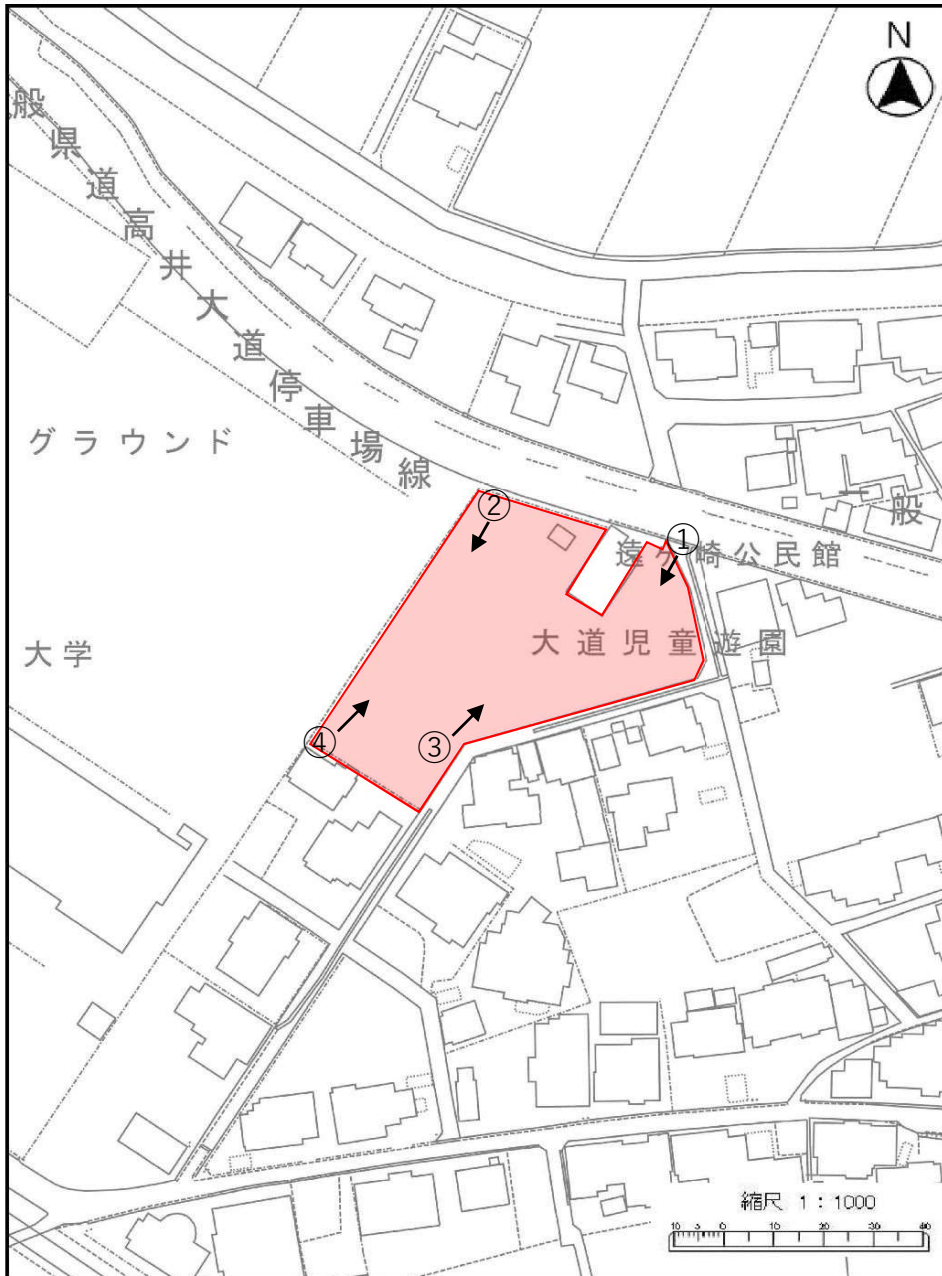 N
般県道高井大道停車場線
グラウンド
②
①
一般
遠ヶ崎公民館
大道児童遊園
大学
④
③
縮尺 1：1000
10 5 0 10 20 30 40